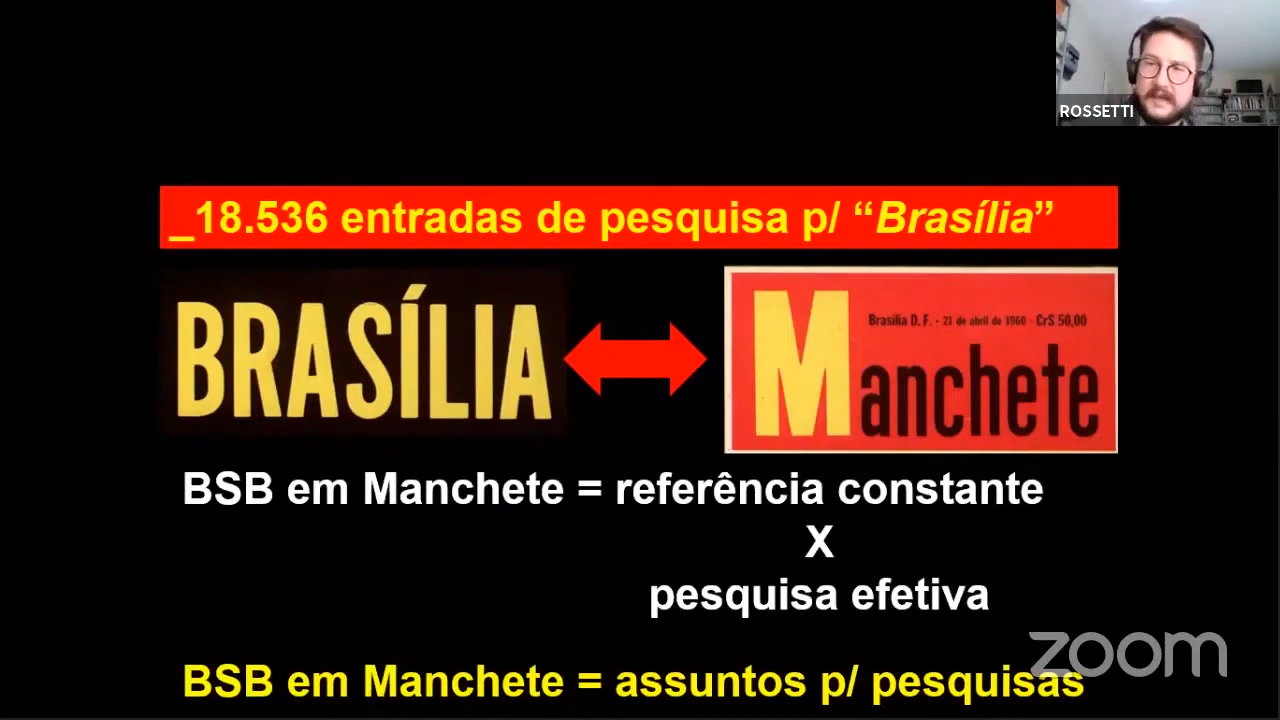 ROSSETTI
_18.536 entradas de pesquisa p/ “Brasília”
BRASÍLIA
Brasília D. F. - 21 de abril de 1960 - Cr$ 50,00
Manchete
BSB em Manchete = referência constante
X
pesquisa efetiva
zoom
BSB em Manchete = assuntos p/ pesquisas